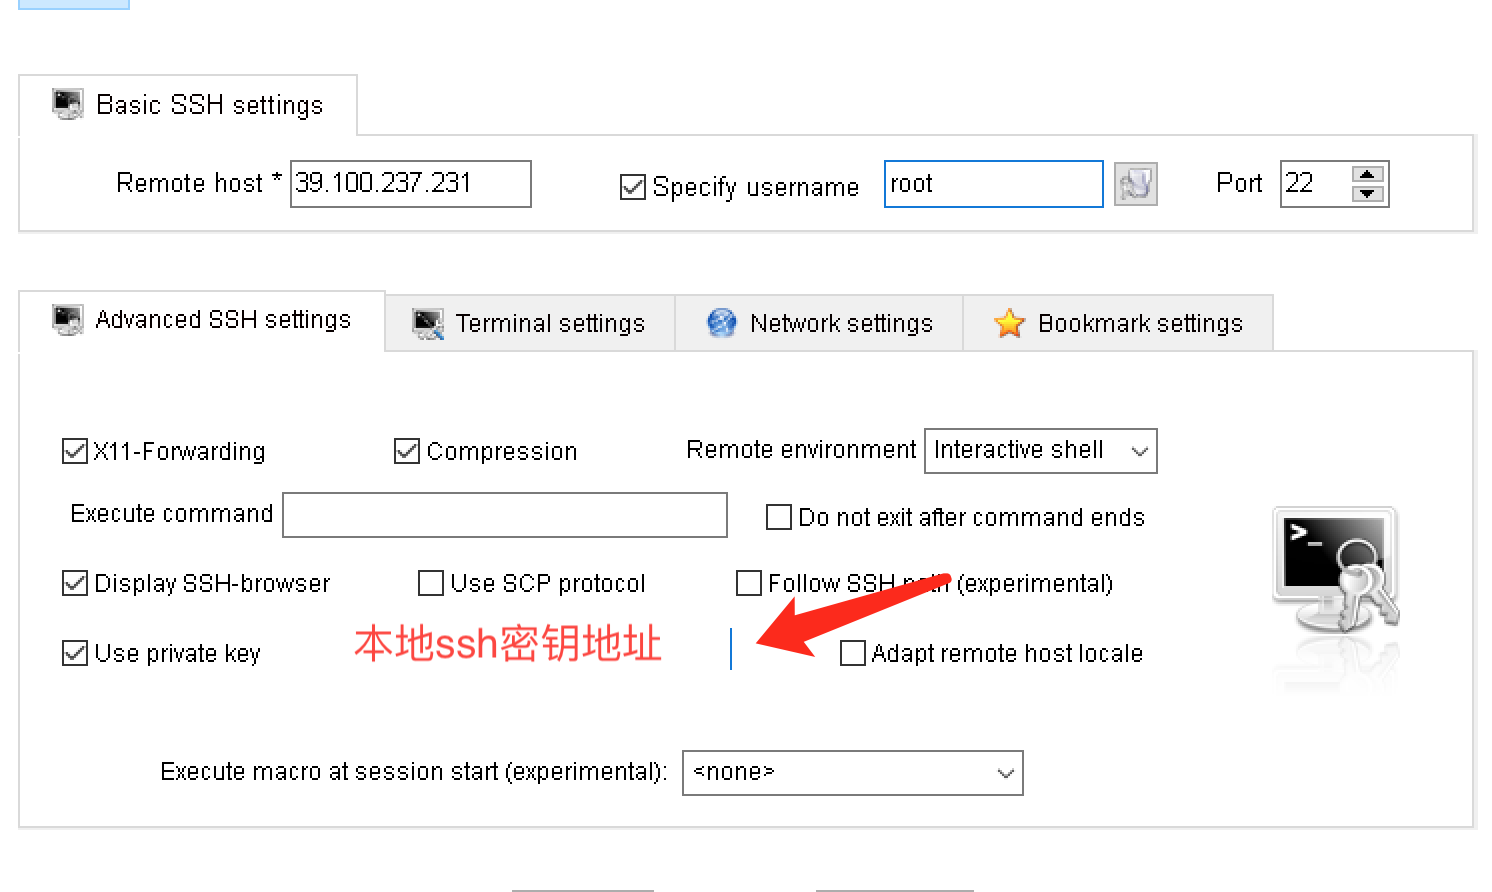 Basic SSH settings
Remote host * 39.100.237.231 Specify username root Port 22
Advanced SSH settings Terminal settings Network settings Bookmark settings
X11-Forwarding Compression Remote environment Interactive shell
Execute command Do not exit after command ends
Display SSH-browser Use SCP protocol Follow SSH path (experimental)
Use private key 本地ssh密钥地址 Adapt remote host locale
>_
Execute macro at session start (experimental): <none>